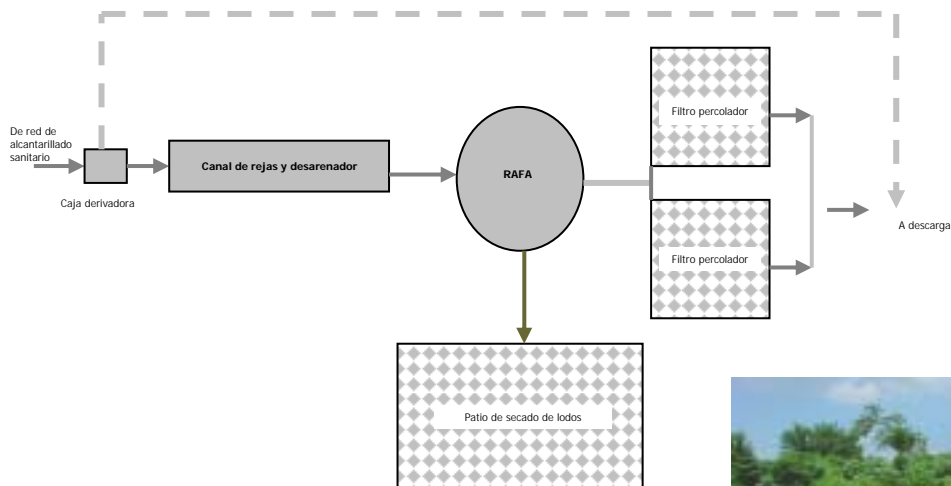 De red de
alcantarillado
sanitario
Caja derivadora
Canal de rejas y desarenador
RAFA
Filtro percolador
Filtro percolador
A descarga
Patio de secado de lodos